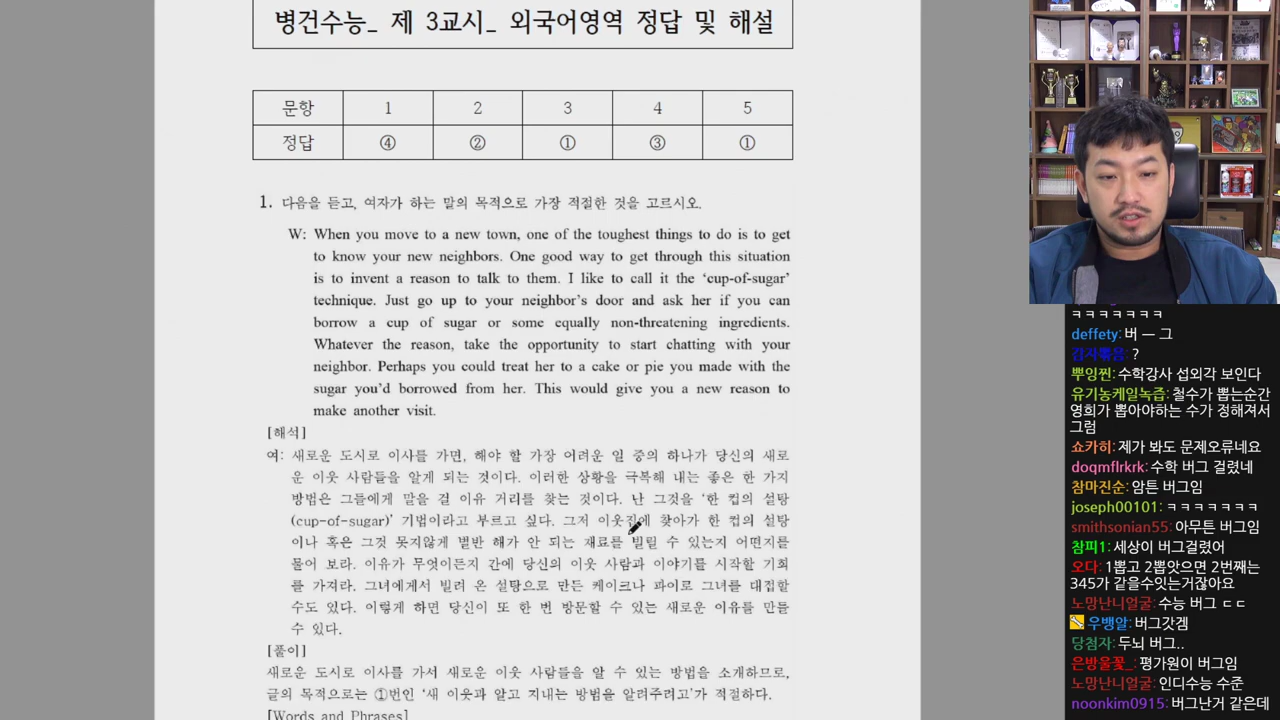 병건수능_ 제 3교시_ 외국어영역 정답 및 해설
문항 1 2 3 4 5
정답 ④ ② ① ③ ①
1. 다음을 듣고, 여자가 하는 말의 목적으로 가장 적절한 것을 고르시오.
W: When you move to a new town, one of the toughest things to do is to get
to know your new neighbors. One good way to get through this situation
is to invent a reason to talk to them. I like to call it the ‘cup-of-sugar’
technique. Just go up to your neighbor’s door and ask her if you can
borrow a cup of sugar or some equally non-threatening ingredients.
Whatever the reason, take the opportunity to start chatting with your
neighbor. Perhaps you could treat her to a cake or pie you made with the
sugar you’d borrowed from her. This would give you a new reason to
make another visit.
[해석]
여: 새로운 도시로 이사를 가면, 해야 할 가장 어려운 일 중의 하나가 당신의 새로
운 이웃 사람들을 알게 되는 것이다. 이러한 상황을 극복해 내는 좋은 한 가지
방법은 그들에게 말을 걸 이유 거리를 찾는 것이다. 난 그것을 ‘한 컵의 설탕
(cup-of-sugar)’ 기법이라고 부르고 싶다. 그저 이웃집에 찾아가 한 컵의 설탕
이나 혹은 그저 그렇지않게 별반 해가 안 되는 재료를 빌릴 수 있는지 어떤지를
물어 보라. 이유가 무엇이든지 간에 당신의 이웃 사람과 이야기를 시작할 기회
를 가져라. 그녀에게서 빌려 온 설탕으로 만든 케이크나 파이로 그녀를 대접할
수도 있다. 이렇게 하면 당신이 또 한 번 방문할 수 있는 새로운 이유를 만들
수 있다.
[풀이]
새로운 도시로 이사를 가서 새로운 이웃 사람들을 알 수 있는 방법을 소개하므로,
글의 목적으로는 ①번인 ‘새 이웃과 알고 지내는 방법을 알려주려고’가 적절하다.
[Words and Phrases]
ㅋㅋㅋㅋㅋㅋㅋ
deffety: 버 ㅡ 그
감자볶음: ?
뿌잉찐: 수학강사 섭외각 보인다
유기농케일녹즙: 철수가 뽑는순간
영희가 뽑아야하는 수가 정해져서
그럼
쇼카히: 제가 봐도 문제오류네요
doqmflrkrk: 수학 버그 걸렸네
참마진순: 암튼 버그임
joseph00101: ㅋㅋㅋㅋㅋㅋㅋ
smithsonian55: 아무튼 버그임
참피1: 세상이 버그걸렸어
오다: 1뽑고 2뽑앗으면 2번째는
345가 같을수잇는거잖아요
노망난니얼굴: 수능 버그 ㄷㄷ
우뱅알: 버그갓겜
당첨자: 두뇌 버그..
은방울꽃_: 평가원이 버그임
노망난니얼굴: 인디수능 수준
noonkim0915: 버그난거 같은데